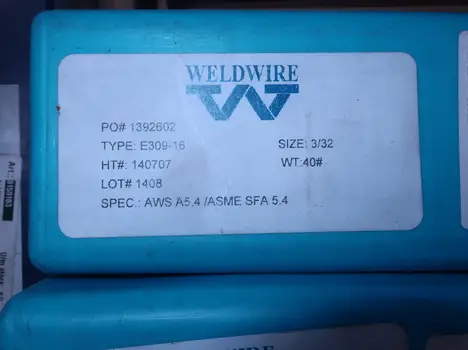 WELDWIRE
PO# 1392602
TYPE: E309-16
SIZE: 3/32
HT#: 140707
WT:40#
LOT# 1408
SPEC.: AWS A5.4 /ASME SFA 5.4
WELDWIRE